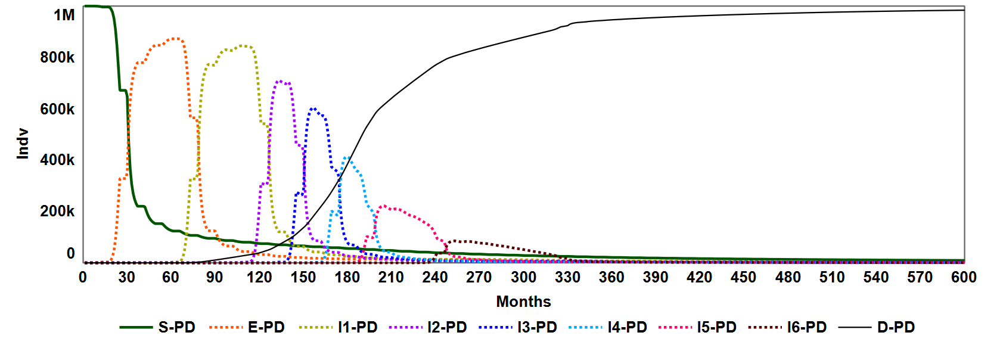 1M
800k
600k
400k
200k
0
Indv
0 30 60 90 120 150 180 210 240 270 300 330 360 390 420 450 480 510 540 570 600
Months
S-PD E-PD I1-PD I2-PD I3-PD I4-PD I5-PD I6-PD D-PD